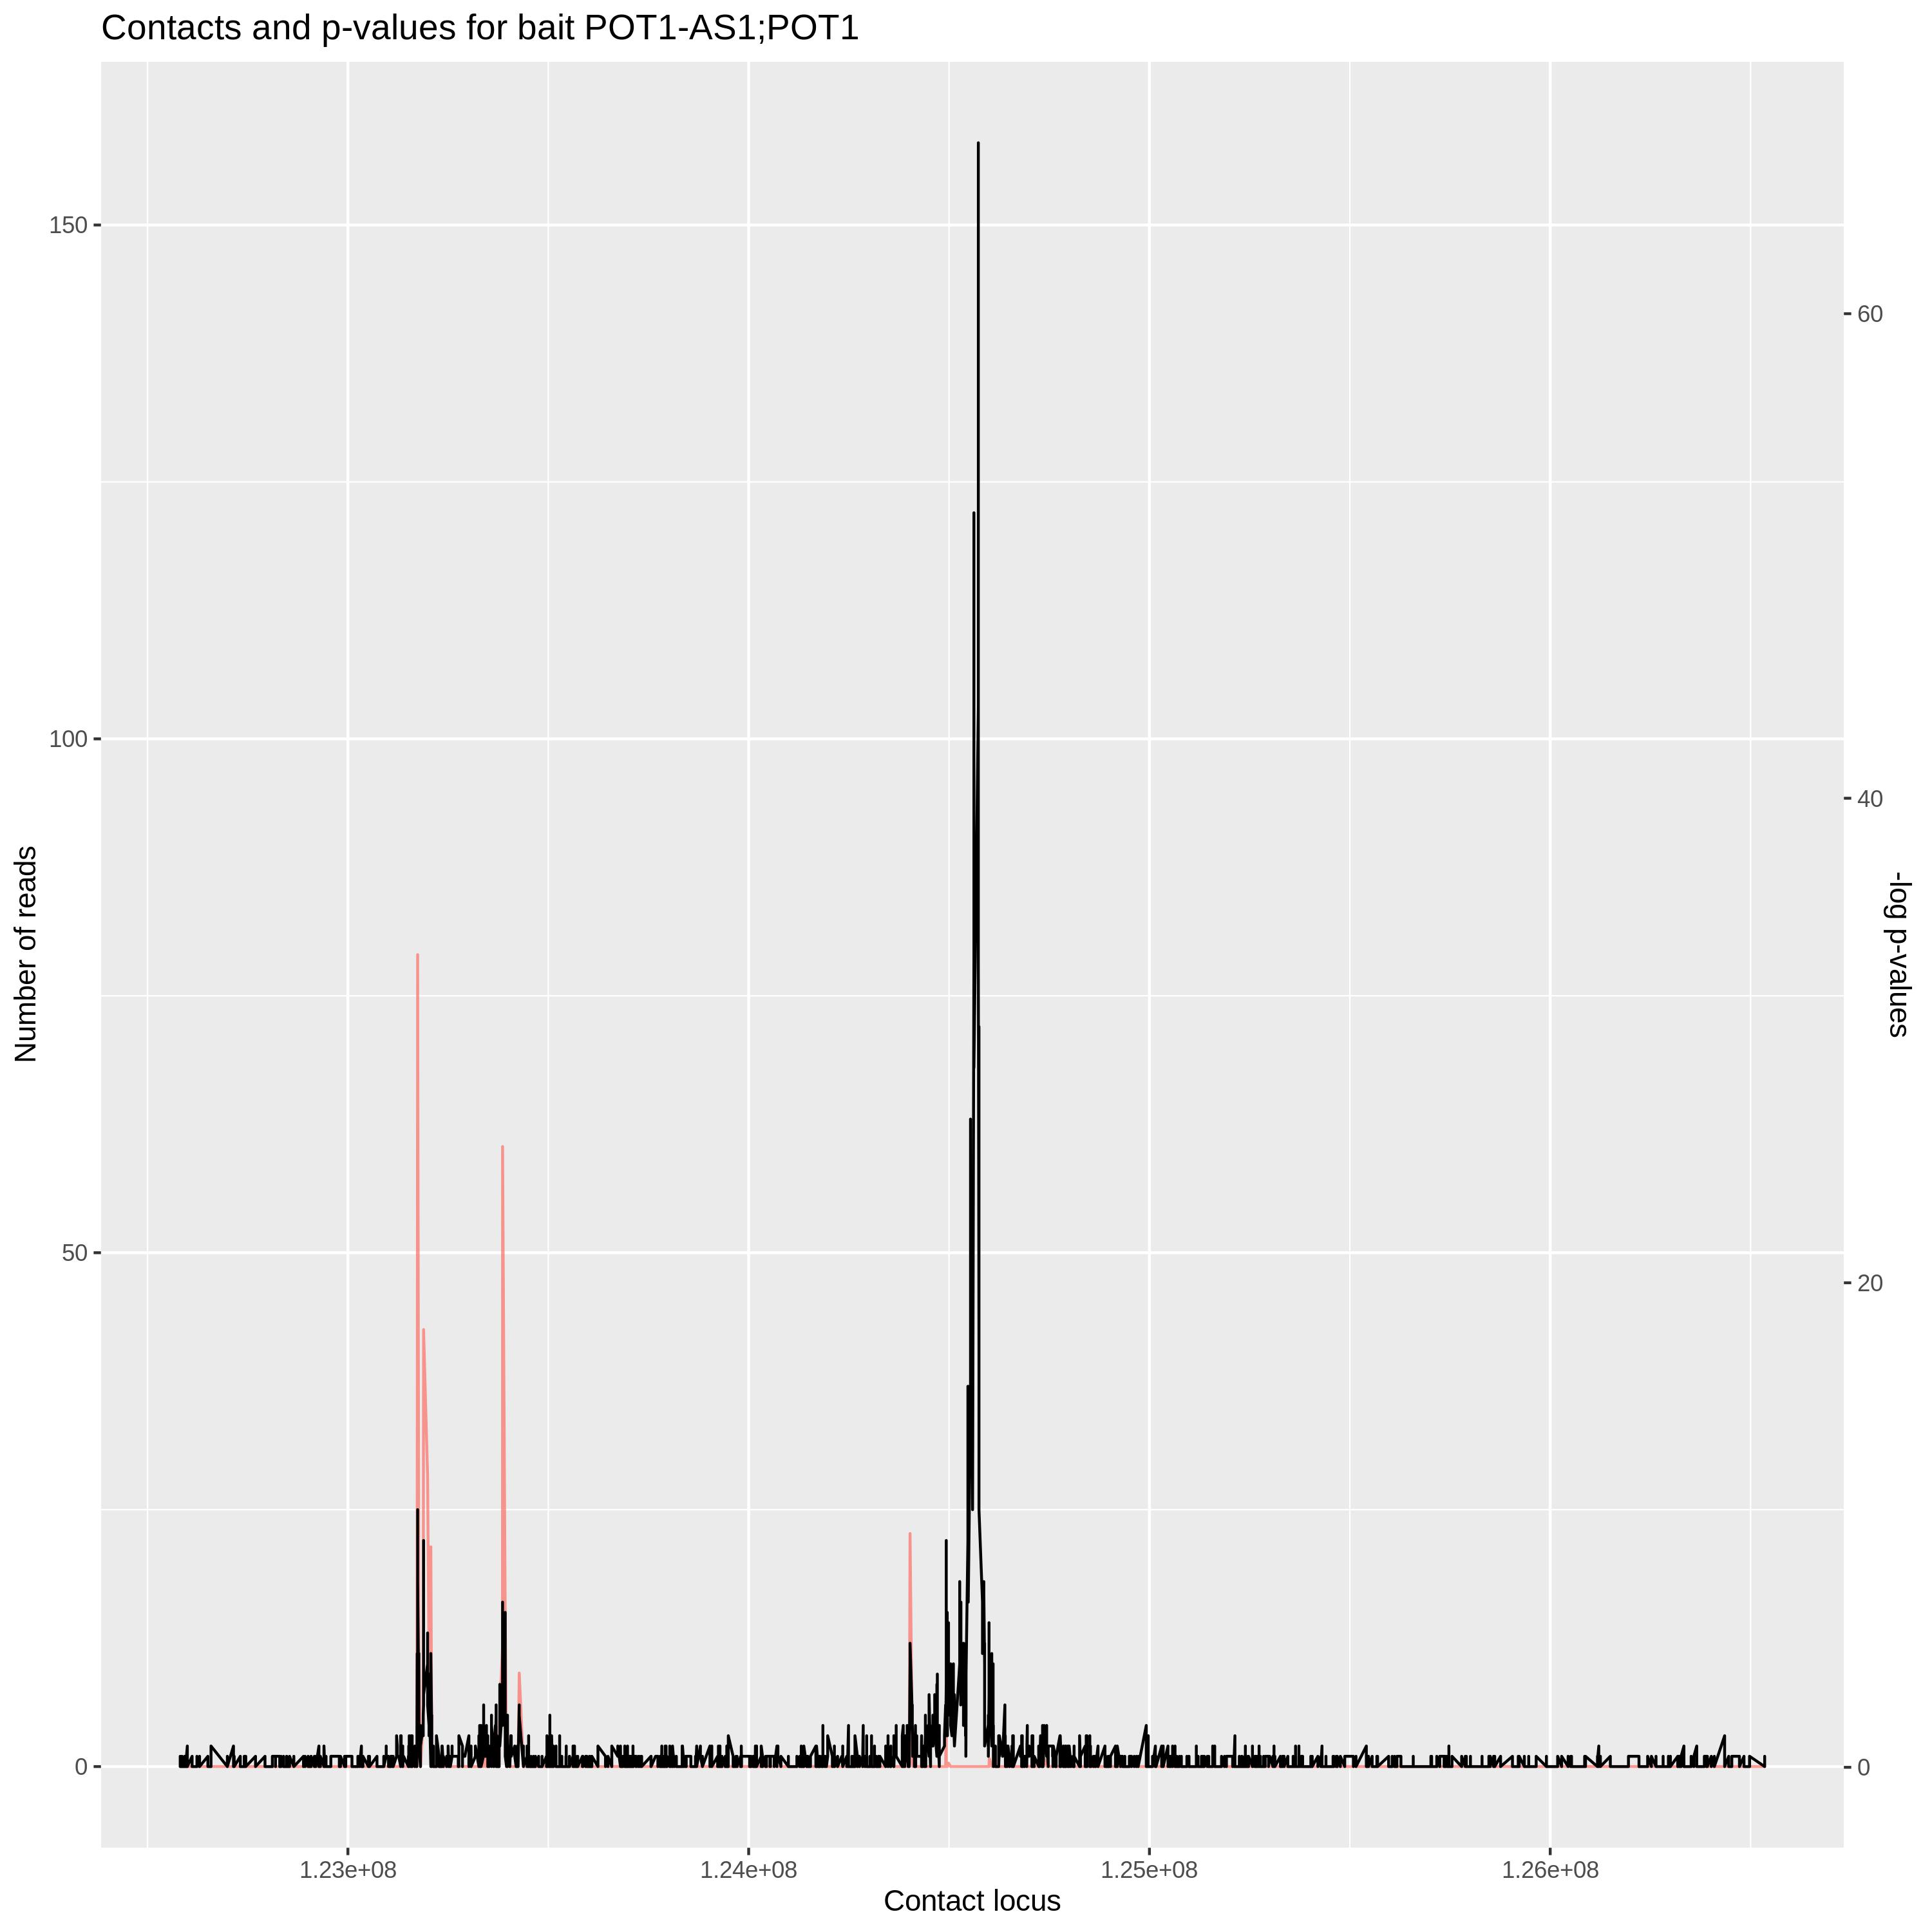 Contacts and p-values for bait POT1-AS1;POT1
150
100
50
0
Number of reads
60
40
20
0
-log p-values
1.23e+08
1.24e+08
1.25e+08
1.26e+08
Contact locus